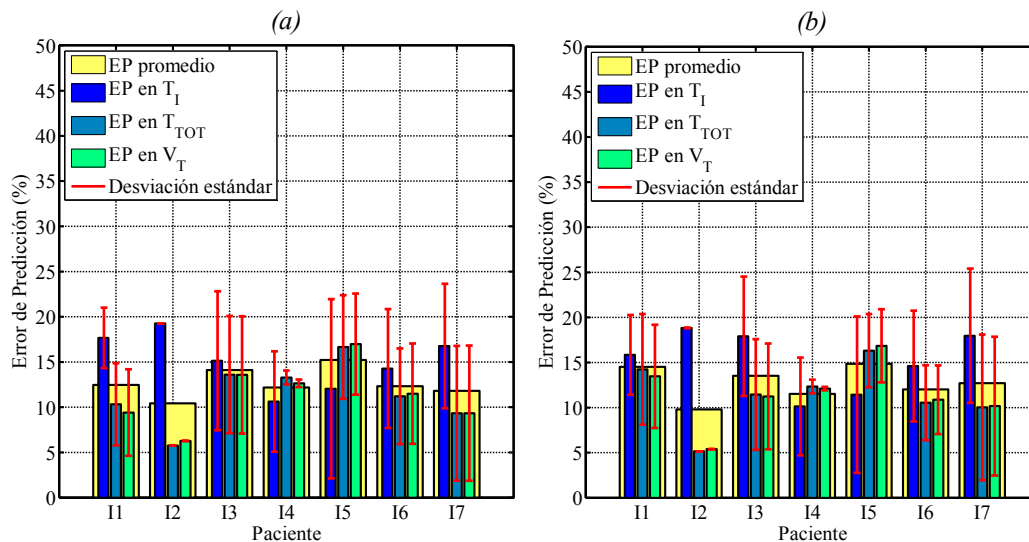 (a)
50
45
40
35
30
25
20
15
10
5
0
Error de Predicción (%)
EP promedio
EP en T_I
EP en T_TOT
EP en V_T
Desviación estándar
I1 I2 I3 I4 I5 I6 I7
Paciente
(b)
50
45
40
35
30
25
20
15
10
5
0
Error de Predicción (%)
EP promedio
EP en T_I
EP en T_TOT
EP en V_T
Desviación estándar
I1 I2 I3 I4 I5 I6 I7
Paciente